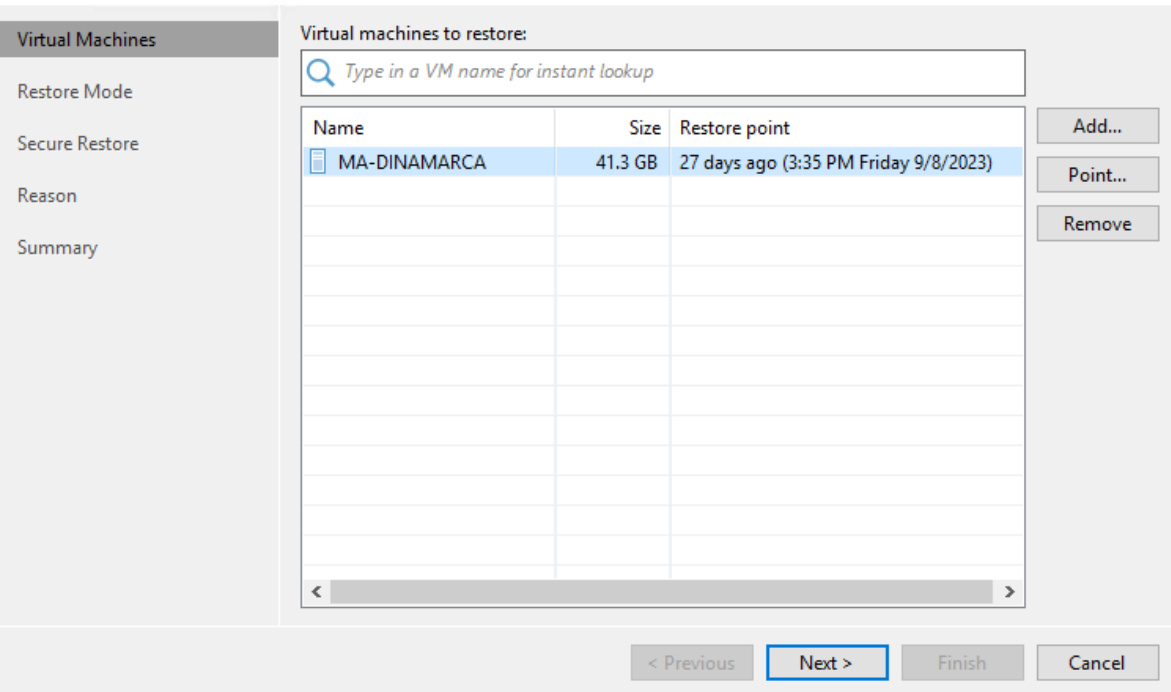 Virtual Machines
Restore Mode
Secure Restore
Reason
Summary
Virtual machines to restore:
Type in a VM name for instant lookup
Name Size Restore point
MA-DINAMARCA 41.3 GB 27 days ago (3:35 PM Friday 9/8/2023)
Add...
Point...
Remove
< Previous Next > Finish Cancel